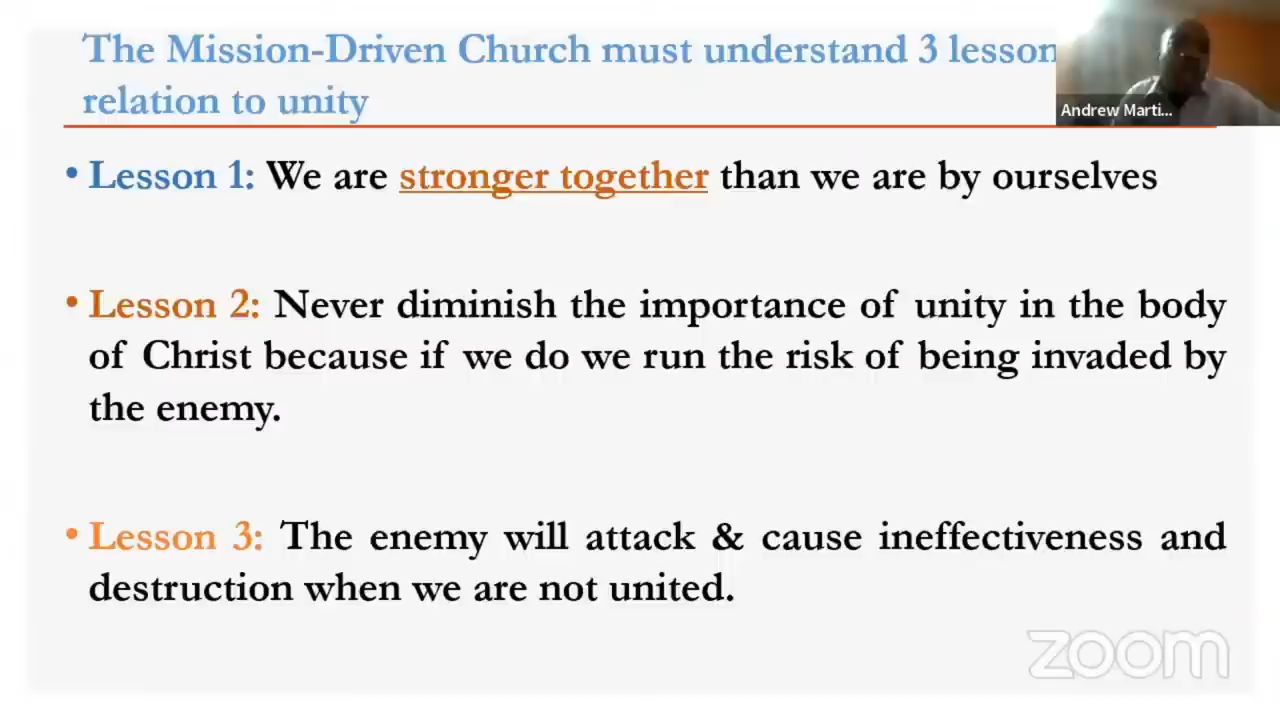 The Mission-Driven Church must understand 3 lesson
relation to unity
Andrew Marti...
• Lesson 1: We are stronger together than we are by ourselves
• Lesson 2: Never diminish the importance of unity in the body
of Christ because if we do we run the risk of being invaded by
the enemy.
• Lesson 3: The enemy will attack & cause ineffectiveness and
destruction when we are not united.
zoom